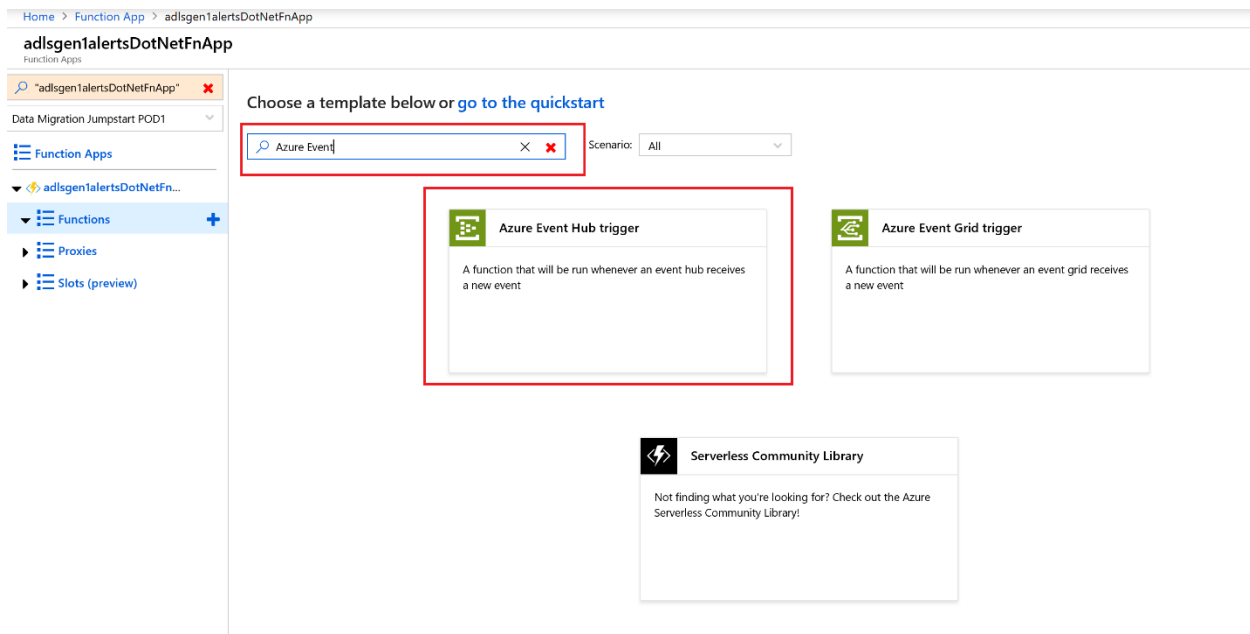 Home > Function App > adlsgen1alertsDotNetFnApp
adlsgen1alertsDotNetFnApp
Function Apps
"adlsgen1alertsDotNetFnApp"
Data Migration Jumpstart POD1
Function Apps
adlsgen1alertsDotNetFn...
Functions
Proxies
Slots (preview)
Choose a template below or go to the quickstart
Azure Event
Scenario: All
Azure Event Hub trigger
A function that will be run whenever an event hub receives
a new event
Azure Event Grid trigger
A function that will be run whenever an event grid receives
a new event
Serverless Community Library
Not finding what you're looking for? Check out the Azure
Serverless Community Library!